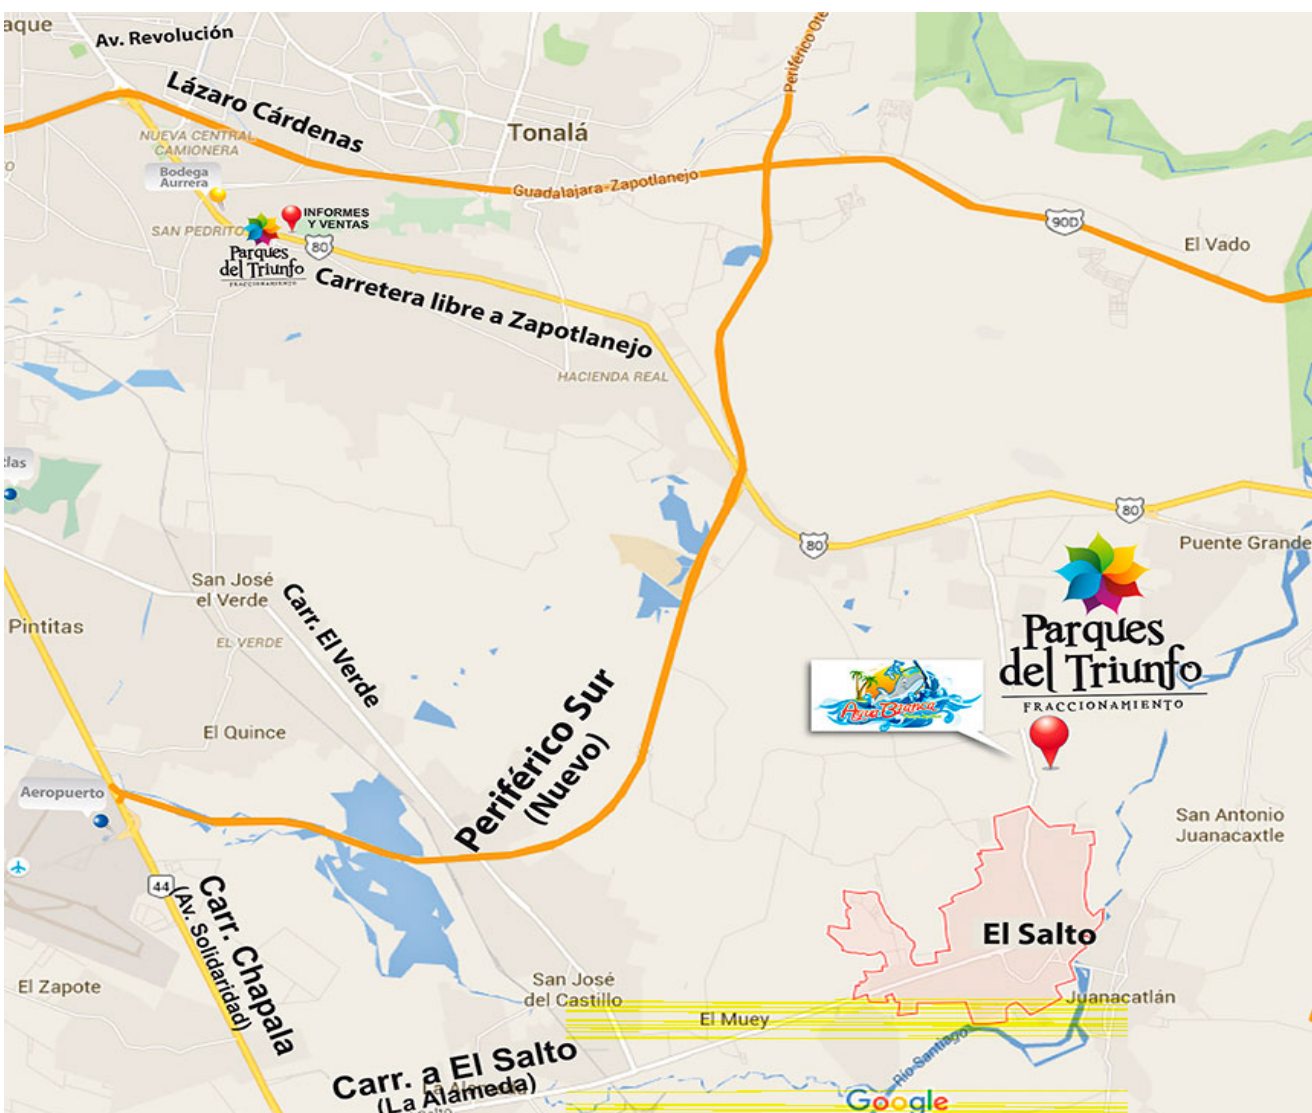 aque
Av. Revolución
Lázaro Cárdenas
NUEVA CENTRAL
CAMIONERA
Bodega
Aurrera
Tonalá
Guadalajara-Zapotlanejo
90D
El Vado
SAN PEDRITO
INFORMES
Y VENTAS
80
Parques
del Triunfo
FRACCIONAMIENTO
Carretera libre a Zapotlanejo
HACIENDA REAL
80
80
Puente Grande
San José
el Verde
Carr. El Verde
Pintitas
EL VERDE
El Quince
Parques
del Triunfo
FRACCIONAMIENTO
Agua Blanca
Periférico Sur
(Nuevo)
Aeropuerto
San Antonio
Juanacaxtle
44
Carr. Chapala
(Av. Solidaridad)
El Salto
El Zapote
San José
del Castillo
El Muey
Juanacatlán
Río Santiago
Carr. a El Salto
(La Alameda)
Google